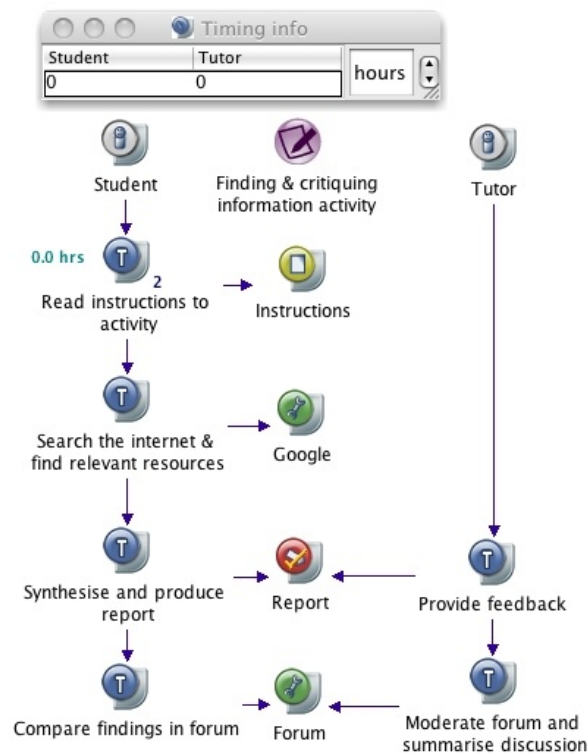 Timing info
Student Tutor
0 0
hours
Student
Finding & critiquing
information activity
Tutor
0.0 hrs
T
2
Read instructions to
activity
Instructions
T
Search the internet &
find relevant resources
Google
T
Synthesise and produce
report
Report
T
Provide feedback
T
Compare findings in forum
Forum
T
Moderate forum and
summarise discussion